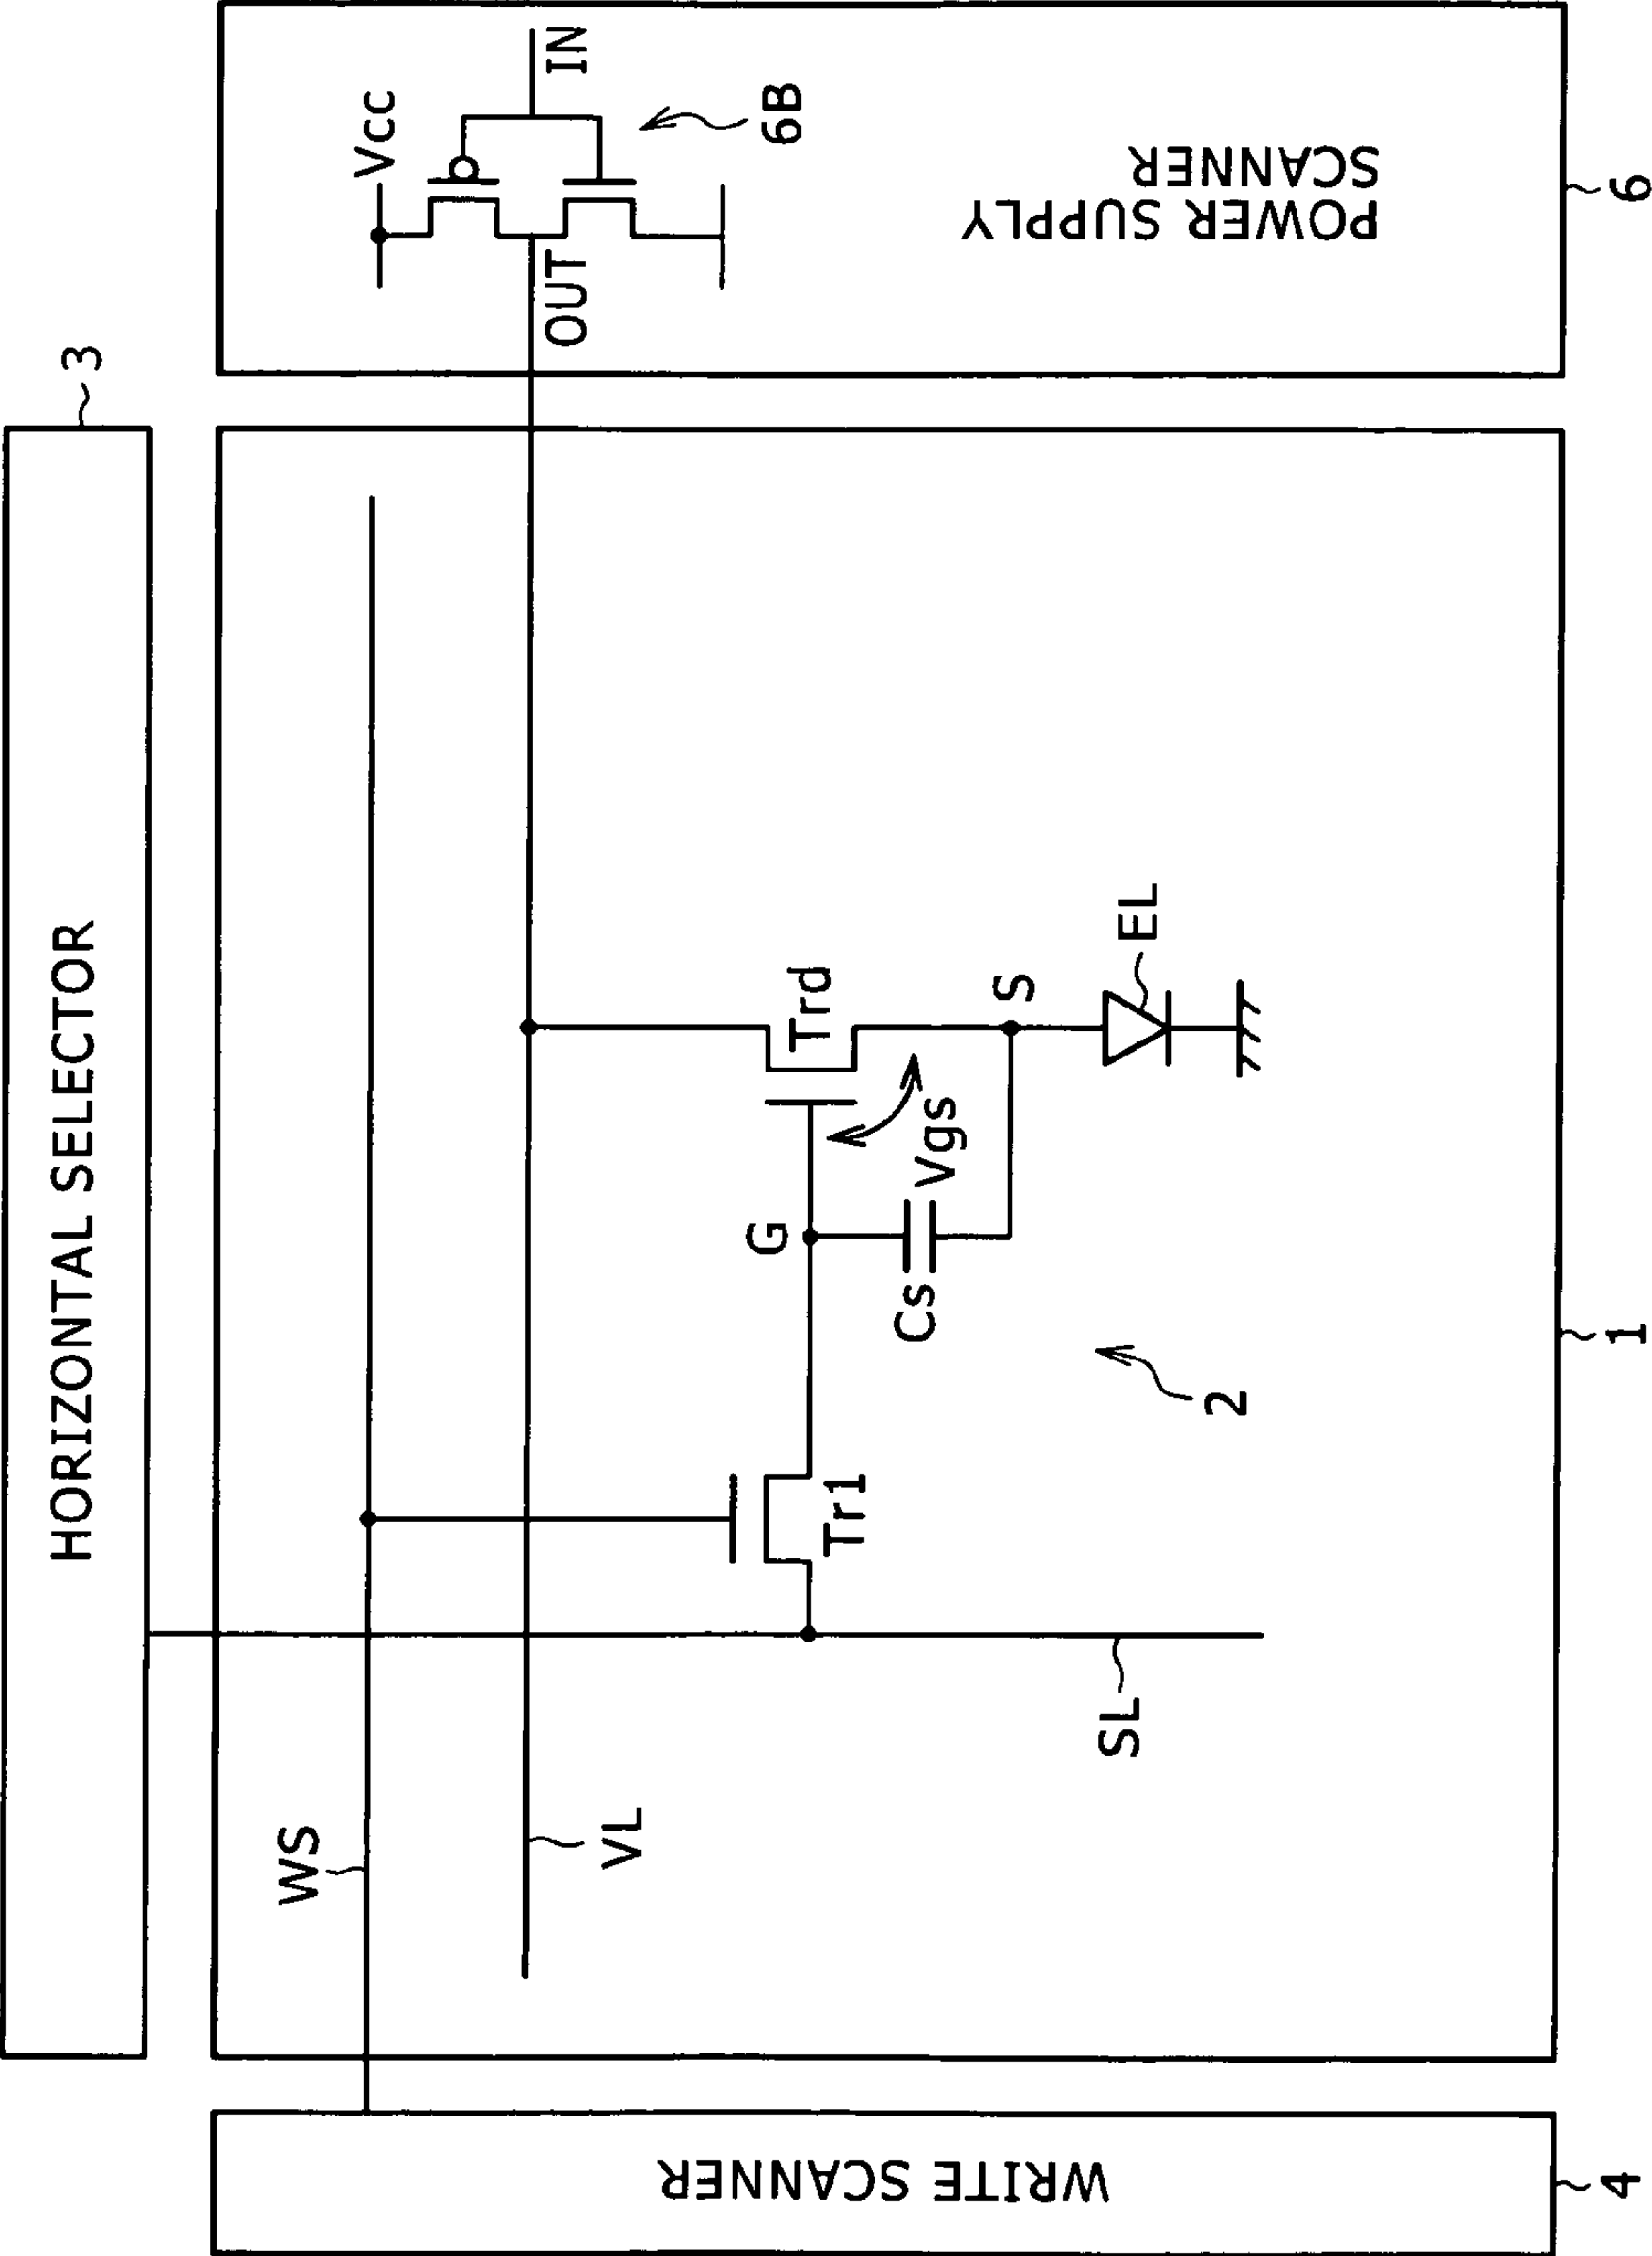 HORIZONTAL SELECTOR
3
WRITE SCANNER
4
WS
VL
SL
Tr1
G
Cs
Vgs
Trd
S
EL
2
1
Vcc
IN
OUT
6B
POWER SUPPLY
SCANNER
6